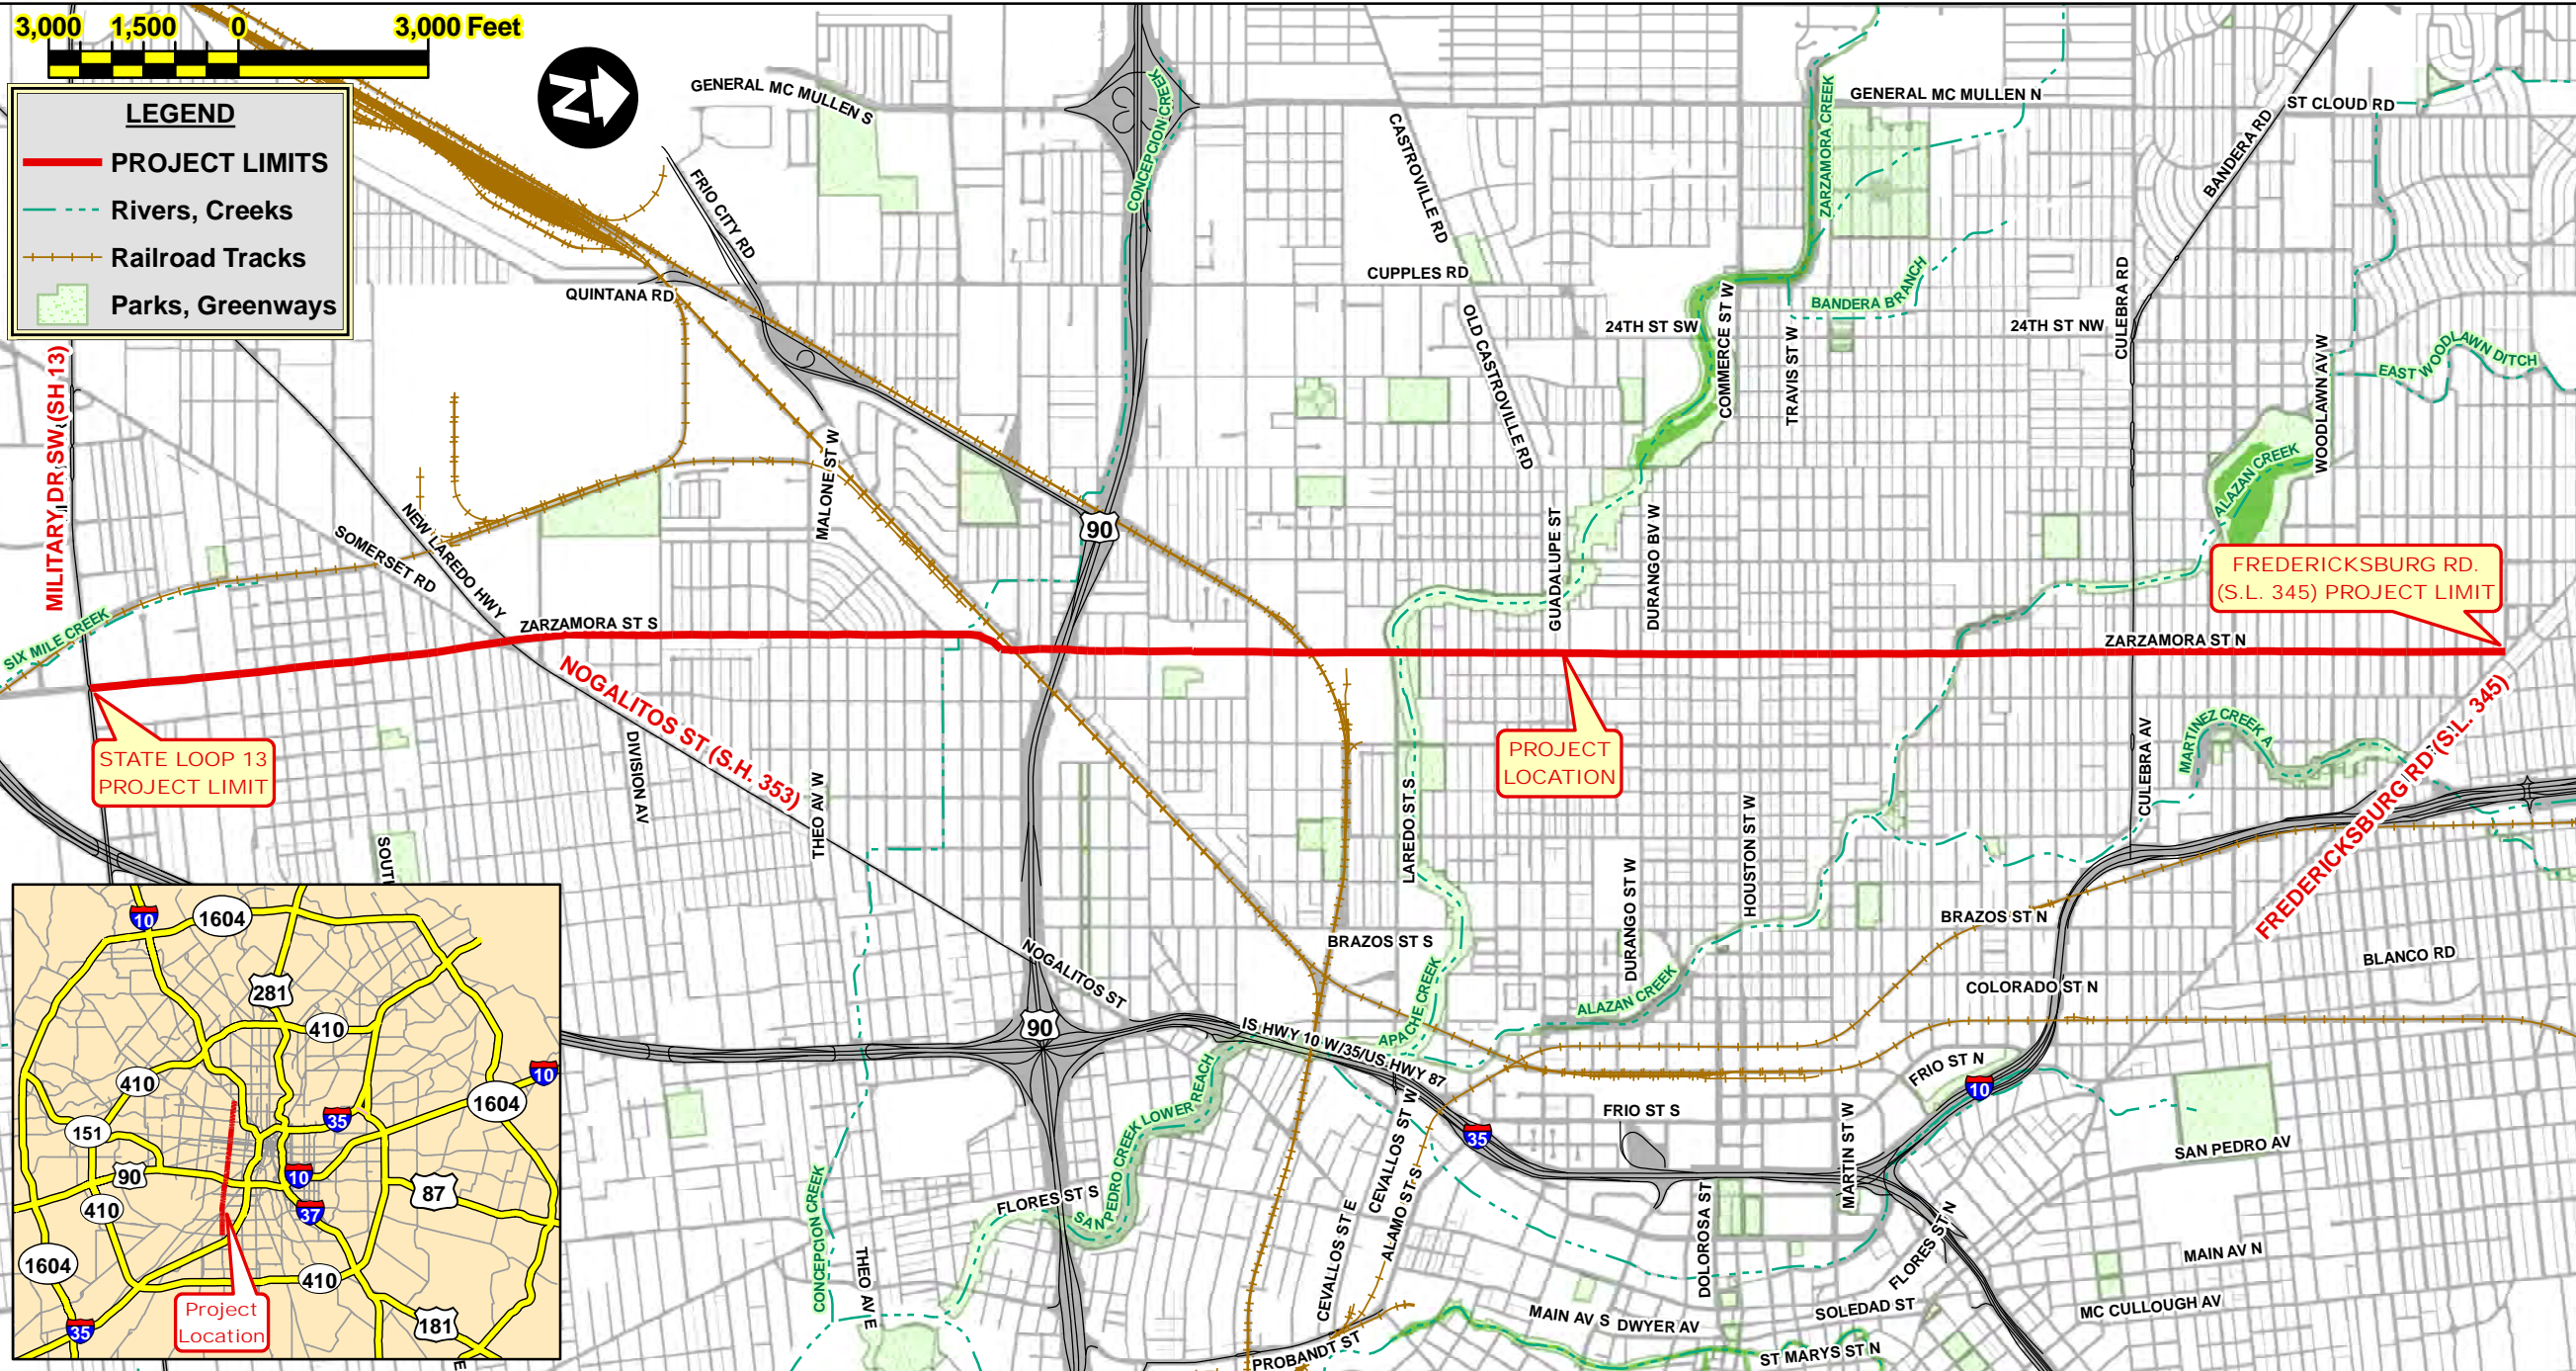 3,000 1,500 0 3,000 Feet
LEGEND
PROJECT LIMITS
Rivers, Creeks
Railroad Tracks
Parks, Greenways
N
GENERAL MC MULLEN S
CONCEPCION CREEK
CASTROVILLE RD
ZARZAMORA CREEK
GENERAL MC MULLEN N
BANDERA RD
ST CLOUD RD
FRIO CITY RD
QUINTANA RD
CUPPLES RD
OLD CASTROVILLE RD
24TH ST SW
COMMERCE ST W
TRAVIS ST W
BANDERA BRANCH
24TH ST NW
CULEBRA RD
WOODLAWN AV W
EAST WOODLAWN DITCH
MILITARY DR SW (SH 13)
NEW LAREDO HWY
SOMERSET RD
MALONE ST W
90
GUADALUPE ST
DURANGO BV W
ALAZAN CREEK
FREDERICKSBURG RD.
(S.L. 345) PROJECT LIMIT
SIX MILE CREEK
ZARZAMORA ST S
ZARZAMORA ST N
NOGALITOS ST (S.H. 353)
STATE LOOP 13
PROJECT LIMIT
PROJECT
LOCATION
DIVISION AV
THEO AV W
LAREDO ST S
HOUSTON ST W
CULEBRA AV
MARTINEZ CREEK A
FREDERICKSBURG RD (S.L. 345)
DURANGO ST W
BRAZOS ST S
BRAZOS ST N
BLANCO RD
NOGALITOS ST
APACHE CREEK
ALAZAN CREEK
COLORADO ST N
90
IS HWY 10 W/35/US HWY 87
FRIO ST N
10
SAN PEDRO CREEK LOWER REACH
CEVALLOS ST W
35
FRIO ST S
MARTIN ST W
SAN PEDRO AV
CONCEPCION CREEK
FLORES ST S
ALAMO ST S
CEVALLOS ST E
DOLOROSA ST
FLORES ST N
MAIN AV N
THEO AV E
MAIN AV S
DWYER AV
SOLEDAD ST
MC CULLOUGH AV
PROBANDT ST
ST MARYS ST N
10
1604
281
410
410
10
1604
35
151
90
10
87
410
37
1604
410
Project
Location
35
181